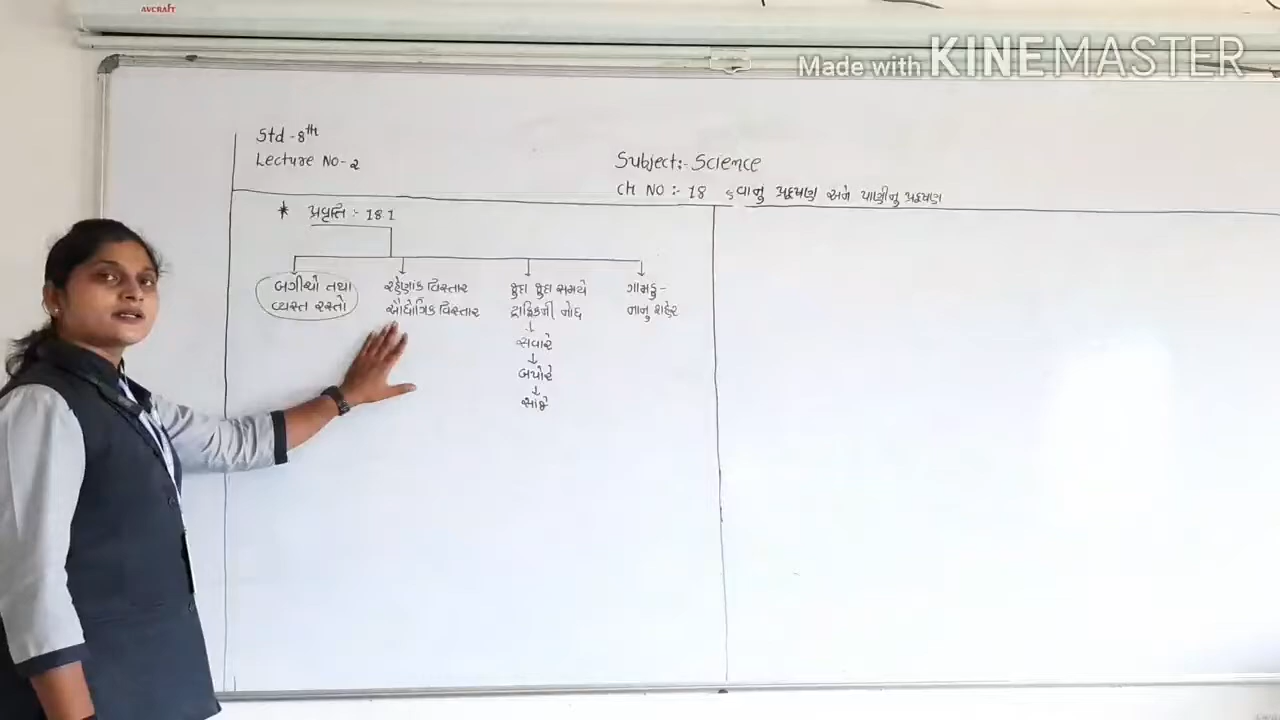 AVCRAFT
Made with KINEMASTER
Std - 8th
Lecture No - 2
Subject:- Science
CH NO :- 18 હવાનુ પ્રદૂષણ અને પાણીનુ પ્રદૂષણ
* પ્રવૃતિ :- 18.1
બગીચો તથા
વ્યસ્ત રસ્તો
રહેણાંક વિસ્તાર
ઔદ્યોગિક વિસ્તાર
જુદા જુદા સમયે
ટ્રાફિકની નોંધ
↓
સવારે
↓
બપોરે
↓
સાંજે
ગામડુ -
નાનુ શહેર